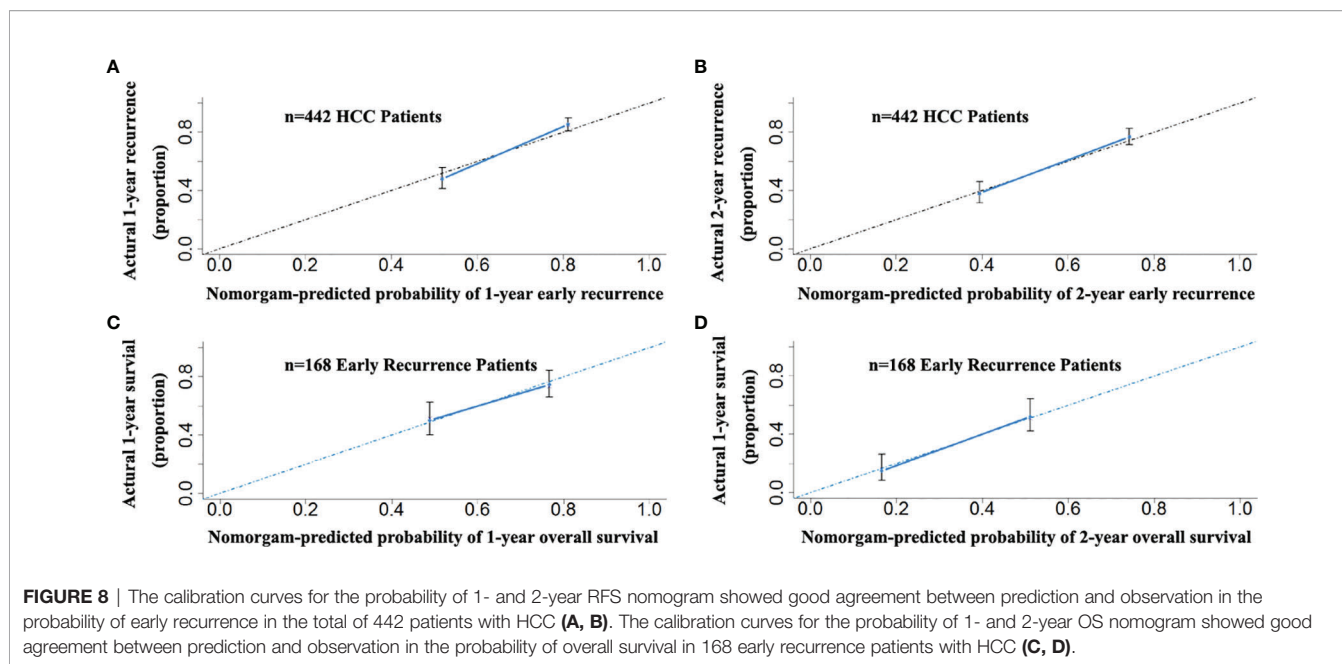 A
Actural 1-year recurrence
(proportion)
0.8
0.4
0.0
n=442 HCC Patients
0.0 0.2 0.4 0.6 0.8 1.0
Nomorgam-predicted probability of 1-year early recurrence
B
Actural 2-year recurrence
(proportion)
0.8
0.4
0.0
n=442 HCC Patients
0.0 0.2 0.4 0.6 0.8 1.0
Nomorgam-predicted probability of 2-year early recurrence
C
Actural 1-year survial
(proportion)
0.8
0.4
0.0
n=168 Early Recurrence Patients
0.0 0.2 0.4 0.6 0.8 1.0
Nomorgam-predicted probability of 1-year overall survival
D
Actural 1-year survial
(proportion)
0.8
0.4
0.0
n=168 Early Recurrence Patients
0.0 0.2 0.4 0.6 0.8 1.0
Nomorgam-predicted probability of 2-year overall survival
FIGURE 8 | The calibration curves for the probability of 1- and 2-year RFS nomogram showed good agreement between prediction and observation in the
probability of early recurrence in the total of 442 patients with HCC (A, B). The calibration curves for the probability of 1- and 2-year OS nomogram showed good
agreement between prediction and observation in the probability of overall survival in 168 early recurrence patients with HCC (C, D).